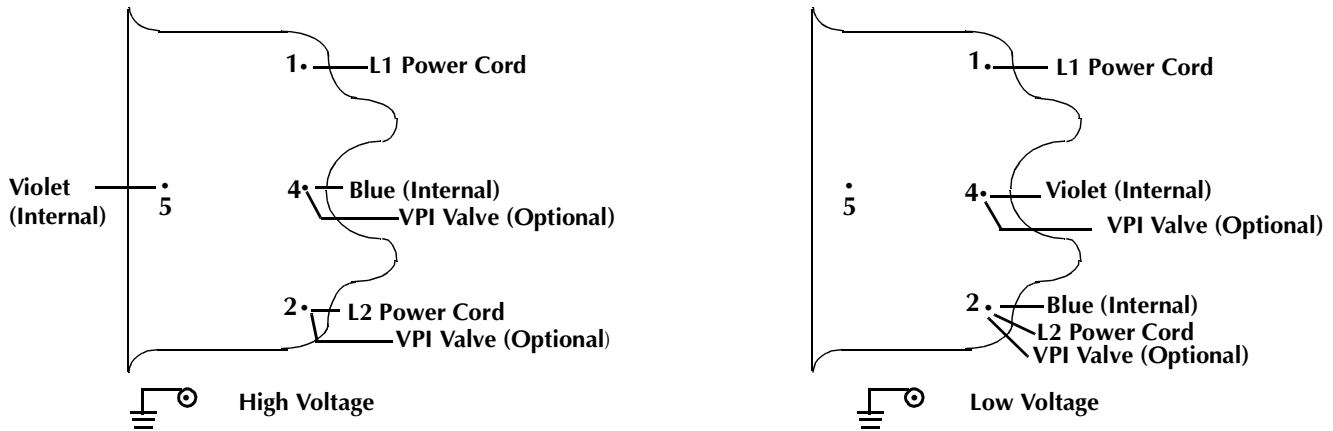 1
L1 Power Cord
Violet
(Internal)
5
4
Blue (Internal)
VPI Valve (Optional)
2
L2 Power Cord
VPI Valve (Optional)
High Voltage
1
L1 Power Cord
5
4
Violet (Internal)
VPI Valve (Optional)
2
Blue (Internal)
L2 Power Cord
VPI Valve (Optional)
Low Voltage